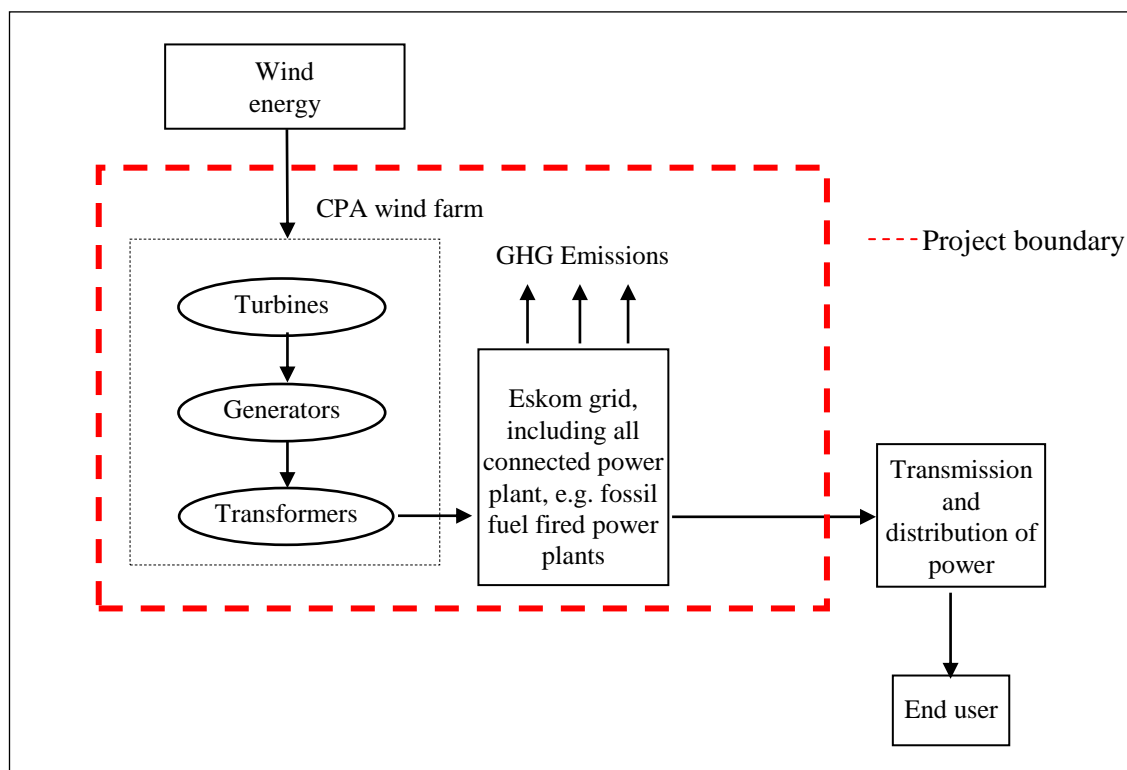 Wind
energy
CPA wind farm
Project boundary
GHG Emissions
Turbines
Generators
Transformers
Eskom grid,
including all
connected power
plant, e.g. fossil
fuel fired power
plants
Transmission
and
distribution of
power
End user